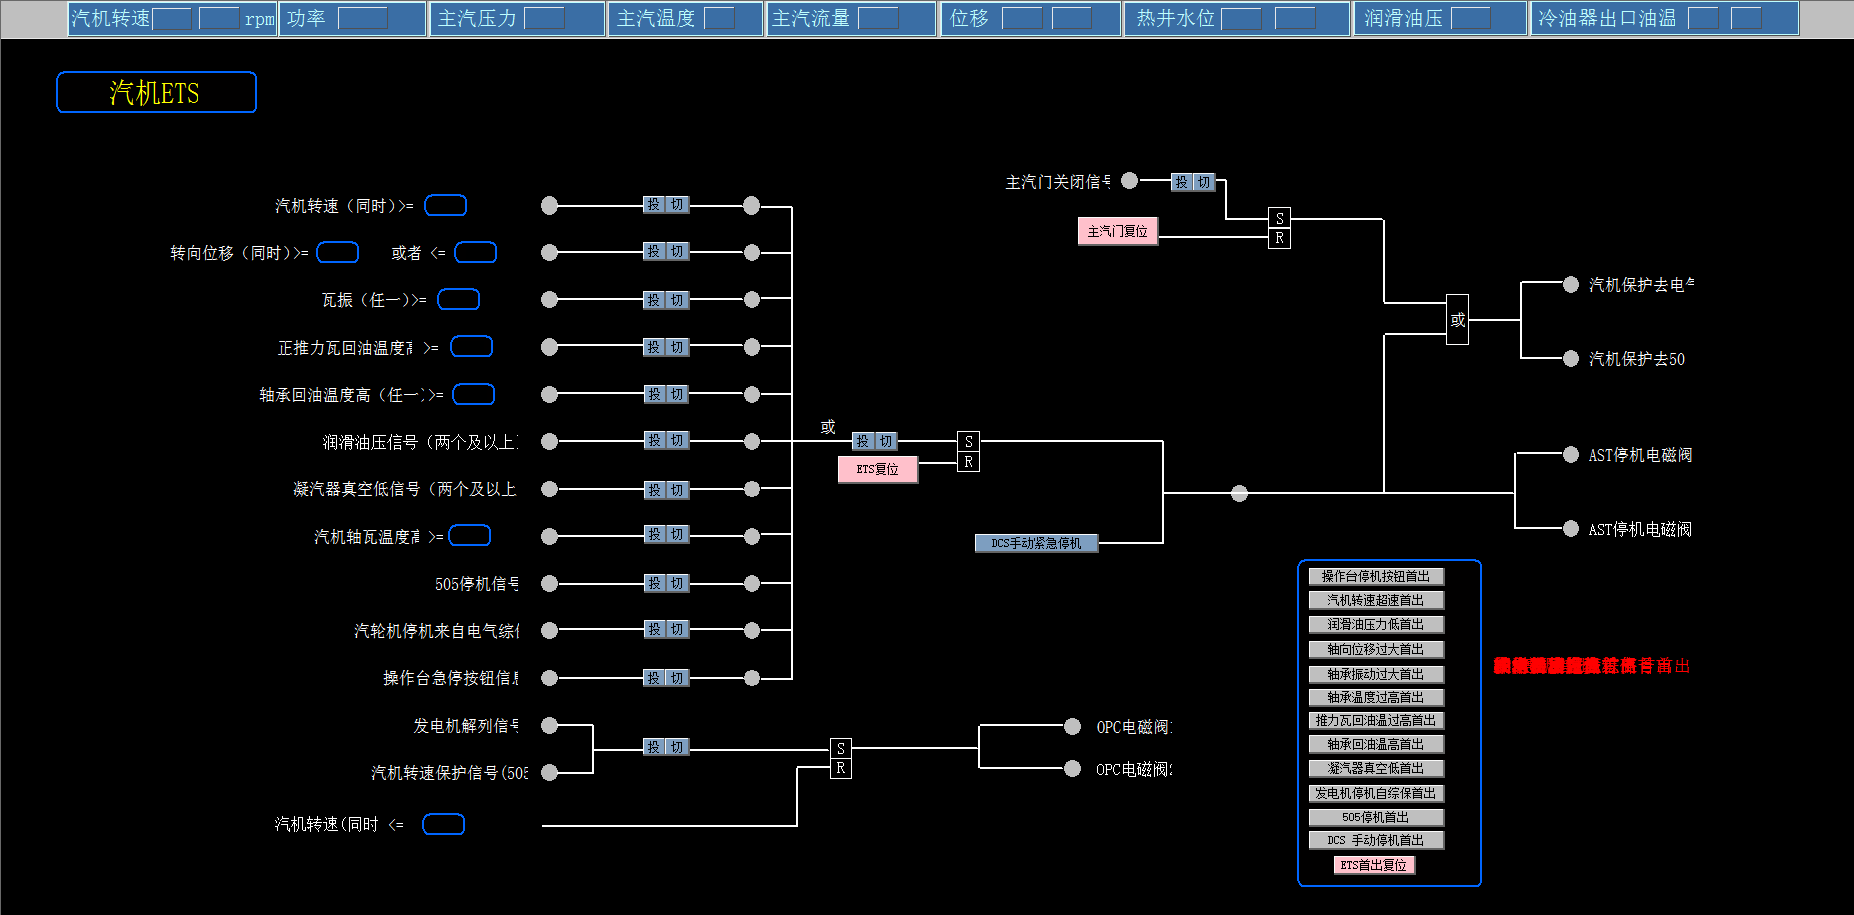 汽机转速 rpm 功率 主汽压力 主汽温度 主汽流量 位移 热井水位 润滑油压 冷油器出口油温
汽机ETS
主汽门关闭信号 投 切
汽机转速（同时）>= 投 切
S
主汽门复位 R
转向位移（同时）>= 或者 <= 投 切
汽机保护去电气
瓦振（任一）>= 投 切
或
正推力瓦回油温度高 >= 投 切
汽机保护去50
轴承回油温度高（任一）>= 投 切
或
润滑油压信号（两个及以上） 投 切 投 切 S
R
ETS复位
AST停机电磁阀
凝汽器真空低信号（两个及以上 投 切
汽机轴瓦温度高 >= 投 切
AST停机电磁阀
DCS手动紧急停机
505停机信号 投 切
操作台停机按钮首出
汽机转速超速首出
润滑油压力低首出
汽轮机停机来自电气综保 投 切
轴向位移过大首出
轴承振动过大首出
操作台急停按钮信息 投 切
轴承温度过高首出
推力瓦回油温过高首出
发电机解列信号
OPC电磁阀1
投 切 S
轴承回油温高首出
R
凝汽器真空低首出
汽机转速保护信号(505
OPC电磁阀2
发电机停机自综保首出
505停机首出
汽机转速(同时 <=
DCS 手动停机首出
ETS首出复位
首出